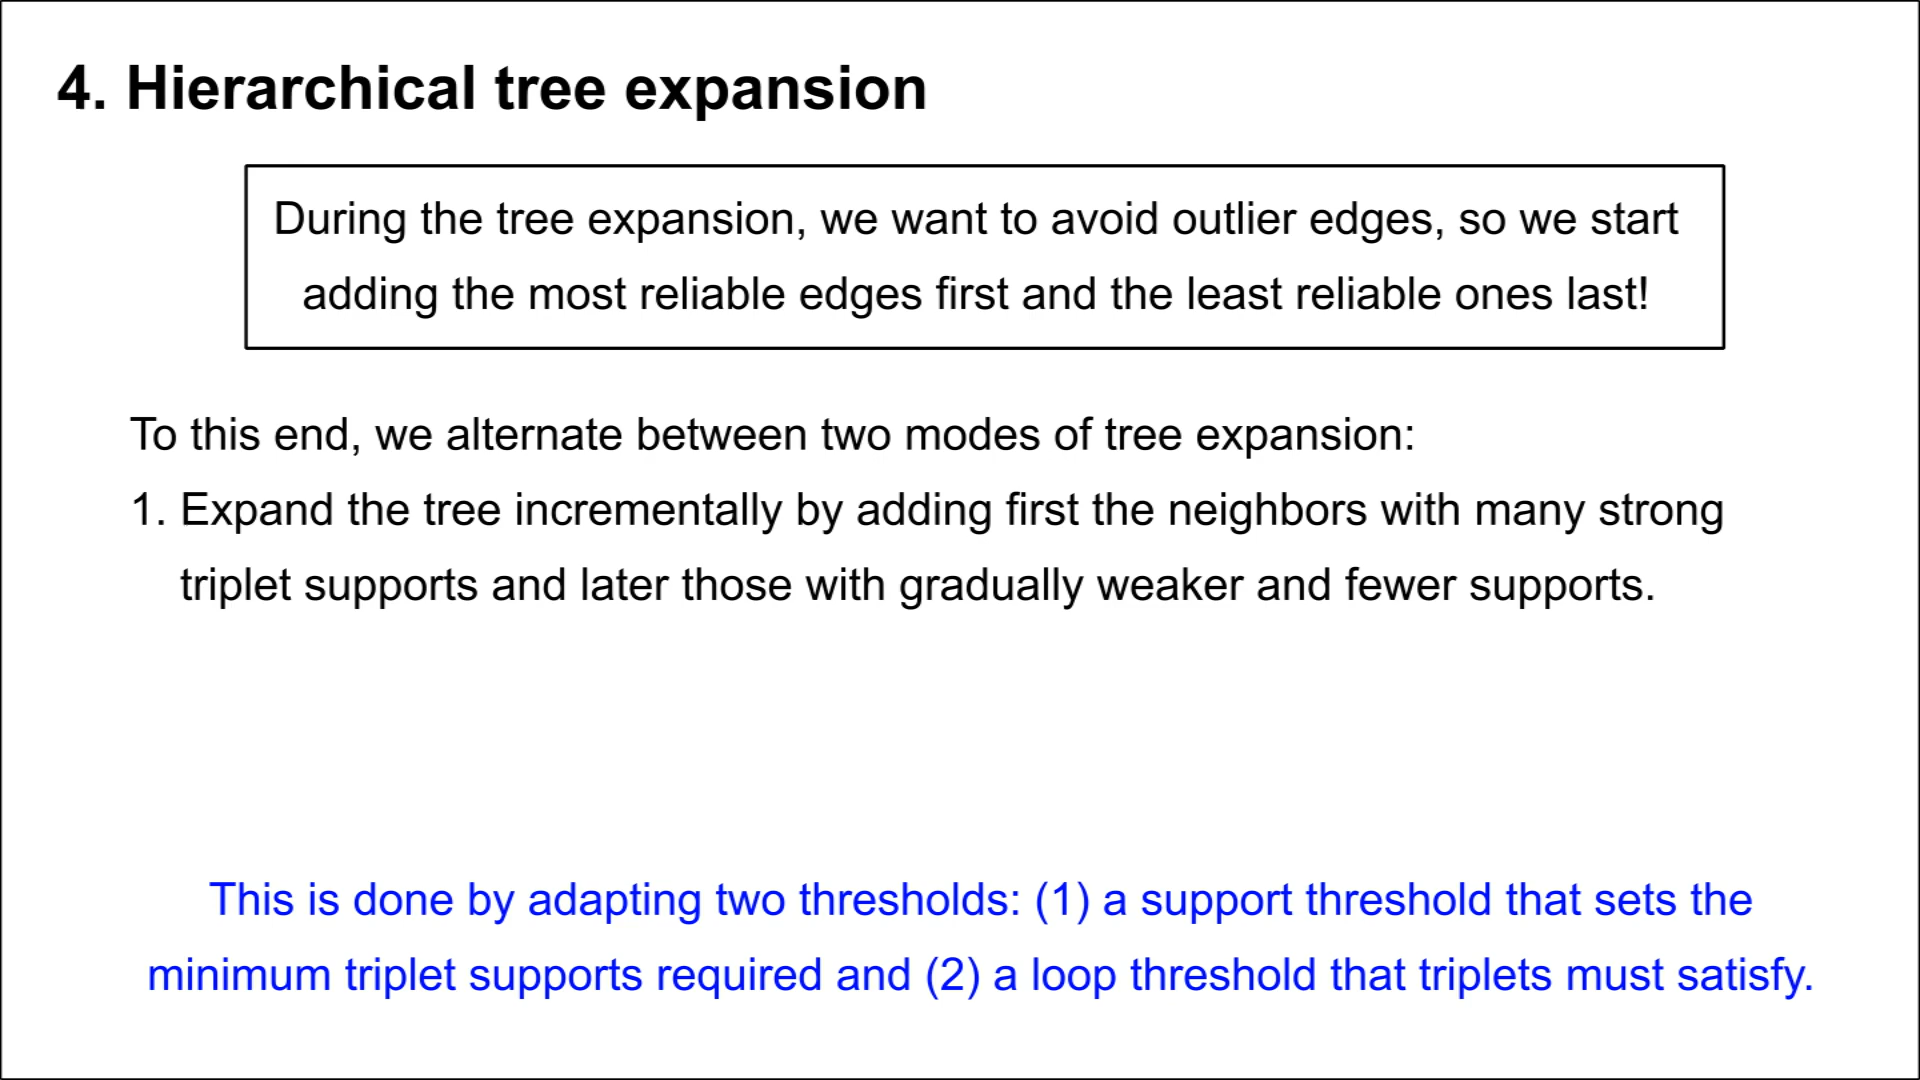 4. Hierarchical tree expansion
During the tree expansion, we want to avoid outlier edges, so we start
adding the most reliable edges first and the least reliable ones last!
To this end, we alternate between two modes of tree expansion:
1. Expand the tree incrementally by adding first the neighbors with many strong
triplet supports and later those with gradually weaker and fewer supports.
This is done by adapting two thresholds: (1) a support threshold that sets the
minimum triplet supports required and (2) a loop threshold that triplets must satisfy.